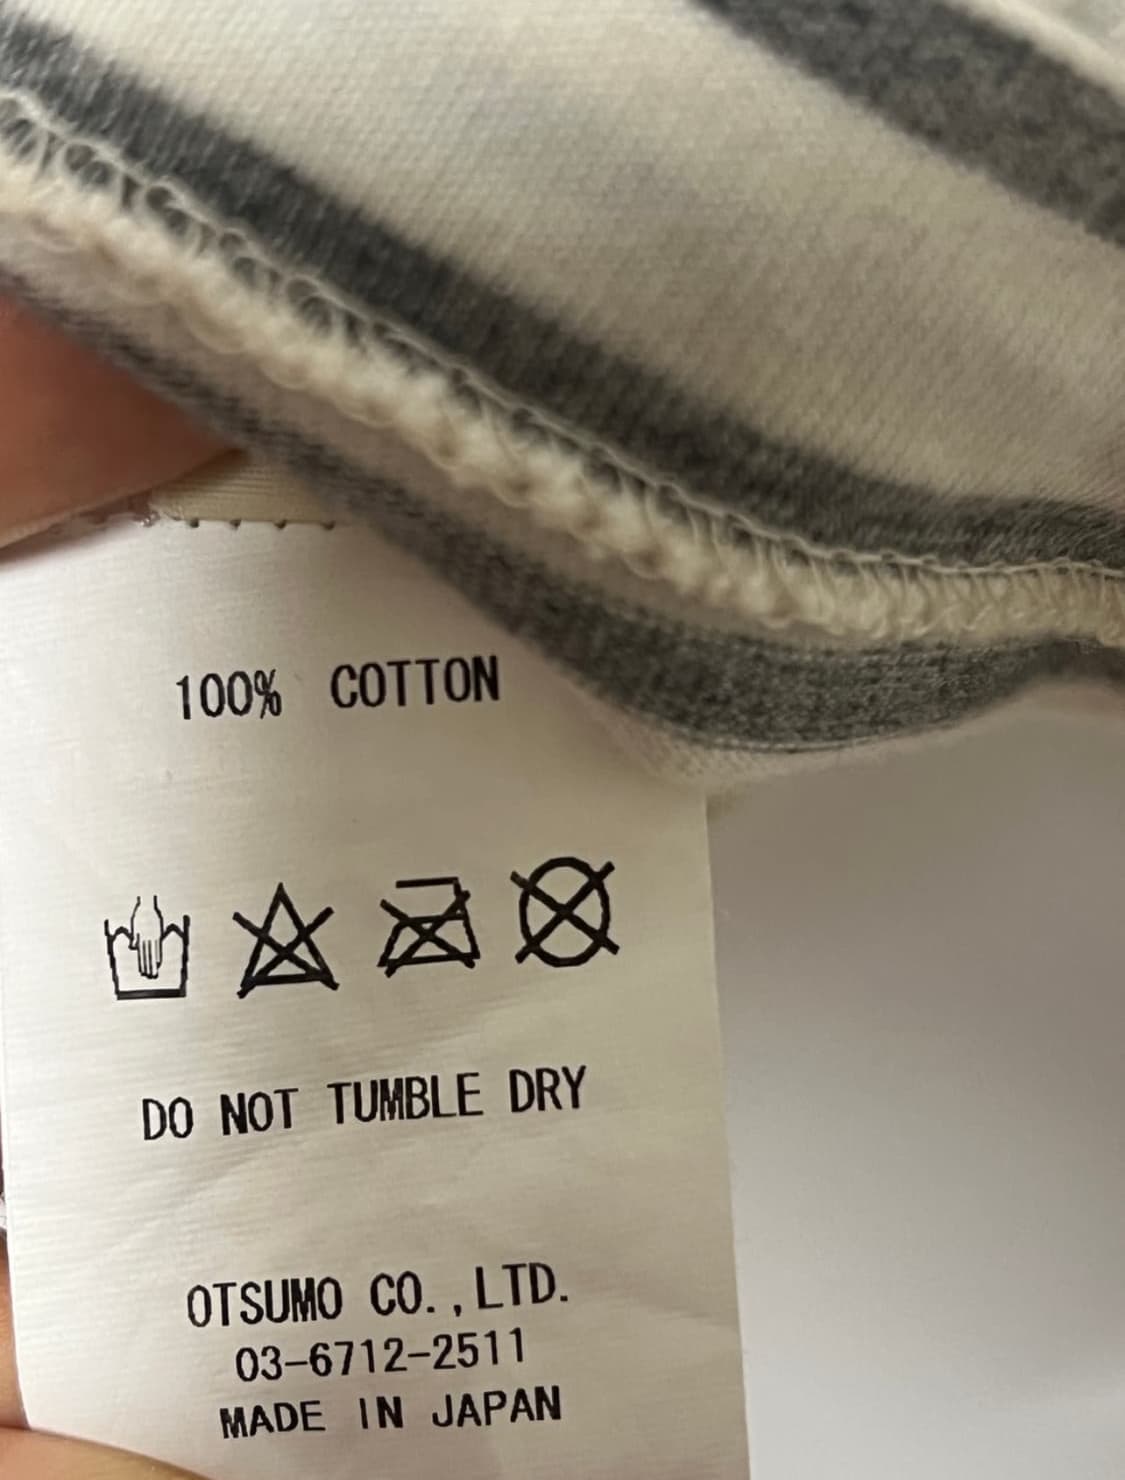 100% COTTON
DO NOT TUMBLE DRY
OTSUMO CO.,LTD.
03-6712-2511
MADE IN JAPAN